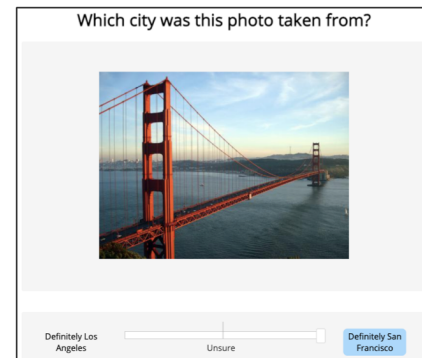 Which city was this photo taken from?
Definitely Los
Angeles
Unsure
Definitely San
Francisco